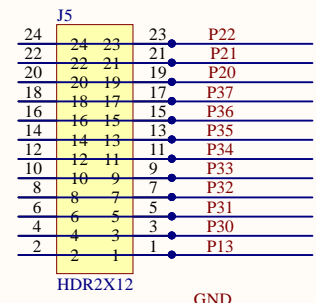 J5
24 24 23 23 P22
22 22 21 21 P21
20 20 19 19 P20
18 18 17 17 P37
16 16 15 15 P36
14 14 13 13 P35
12 12 11 11 P34
10 10 9 9 P33
8 8 7 7 P32
6 6 5 5 P31
4 4 3 3 P30
2 2 1 1 P13
HDR2X12
GND